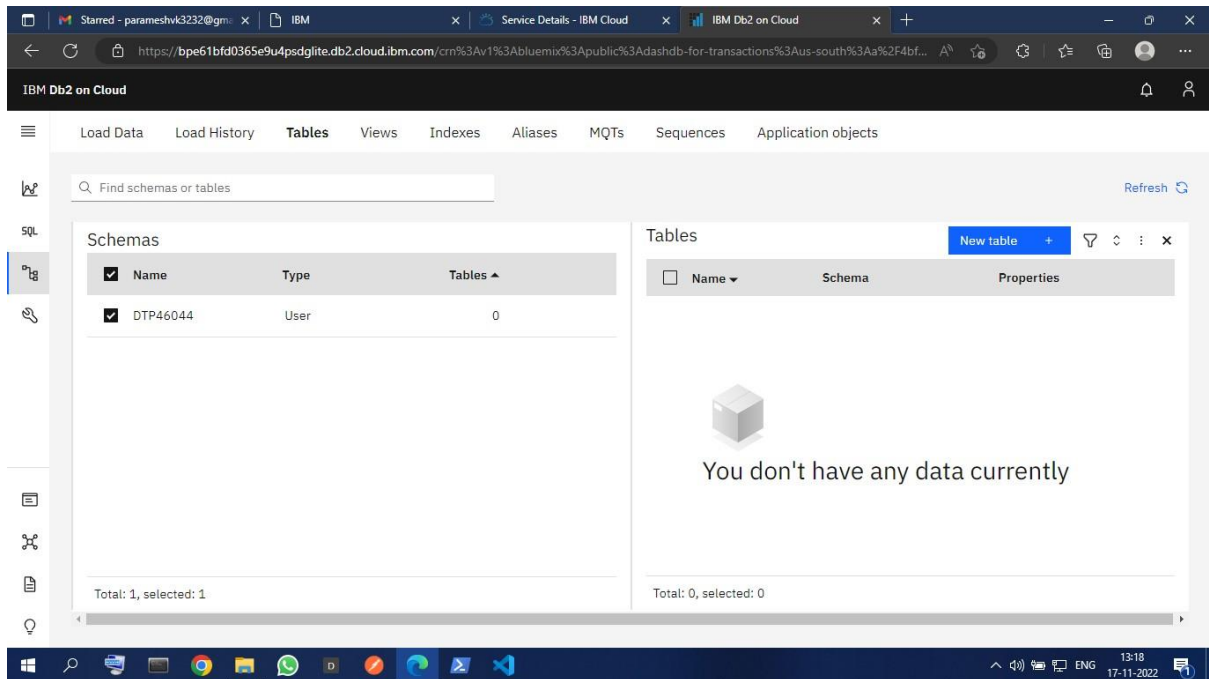 Starred - parameshvk3232@gma
IBM
Service Details - IBM Cloud
IBM Db2 on Cloud
https://bpe61bfd0365e9u4psdglite.db2.cloud.ibm.com/crn%3Av1%3Abluemix%3Apublic%3Adashdb-for-transactions%3Aus-south%3Aa%2F4bf...
IBM Db2 on Cloud
Load Data Load History Tables Views Indexes Aliases MQTs Sequences Application objects
Find schemas or tables
Refresh
SQL
Schemas
Name Type Tables
DTP46044 User 0
Total: 1, selected: 1
Tables
New table +
Name Schema Properties
You don't have any data currently
Total: 0, selected: 0
D
ENG
13:18
17-11-2022
1